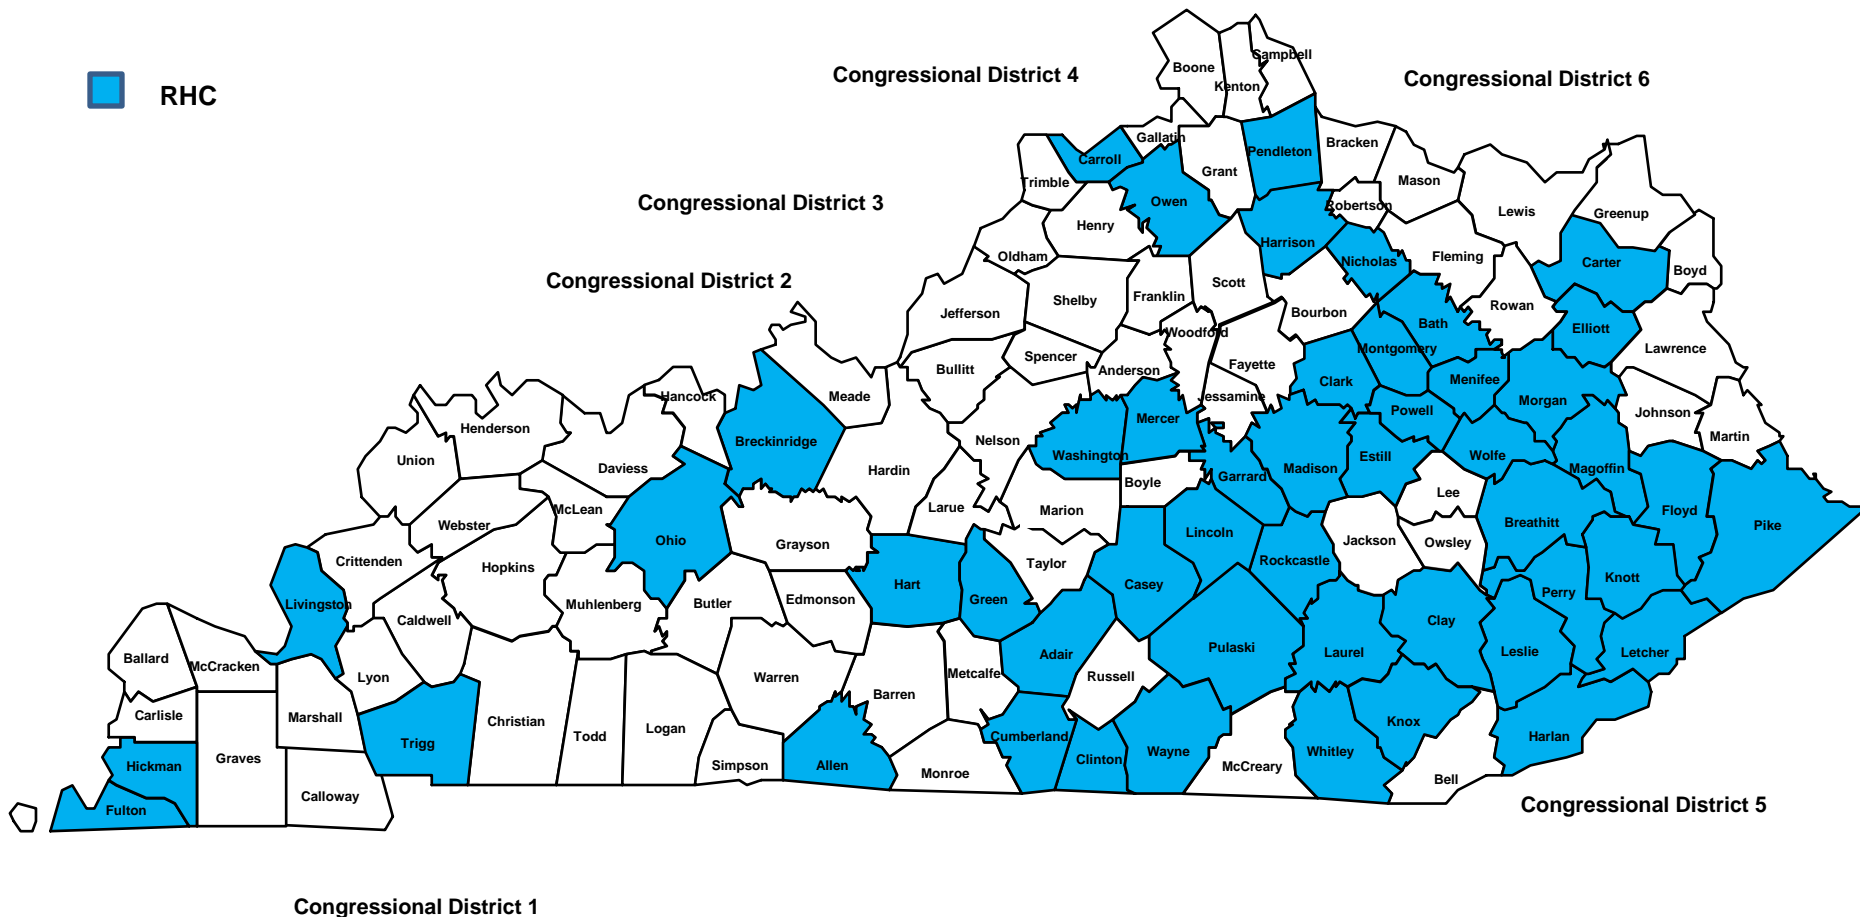 Congressional District 4
Congressional District 6
RHC
Congressional District 3
Congressional District 2
Boone
Kenton
Campbell
Gallatin
Carroll
Trimble
Owen
Grant
Pendleton
Bracken
Mason
Robertson
Lewis
Greenup
Henry
Harrison
Fleming
Oldham
Nicholas
Carter
Boyd
Shelby
Franklin
Scott
Bourbon
Rowan
Jefferson
Woodford
Bath
Elliott
Lawrence
Spencer
Anderson
Fayette
Montgomery
Bullitt
Clark
Menifee
Morgan
Hancock
Meade
Jessamine
Powell
Johnson
Martin
Henderson
Breckinridge
Nelson
Washington
Mercer
Union
Daviess
Hardin
Garrard
Madison
Estill
Wolfe
Magoffin
Boyle
Lee
McLean
Larue
Marion
Webster
Ohio
Grayson
Lincoln
Jackson
Owsley
Breathitt
Floyd
Pike
Crittenden
Hopkins
Taylor
Rockcastle
Hart
Green
Casey
Knott
Perry
Livingston
Caldwell
Muhlenberg
Butler
Edmonson
Clay
Ballard
McCracken
Lyon
Warren
Metcalfe
Adair
Russell
Pulaski
Laurel
Leslie
Letcher
Carlisle
Marshall
Christian
Todd
Logan
Barren
Knox
Trigg
Hickman
Graves
Simpson
Allen
Monroe
Cumberland
Clinton
Wayne
McCreary
Whitley
Harlan
Bell
Fulton
Calloway
Congressional District 5
Congressional District 1